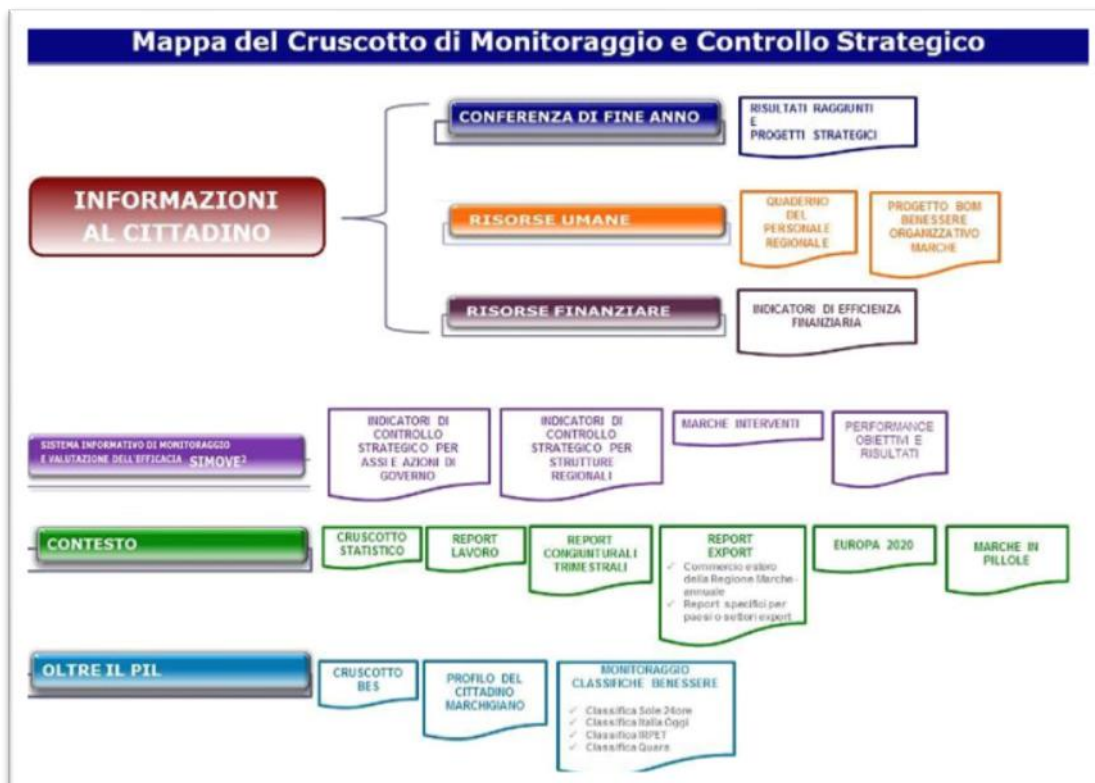 Mappa del Cruscotto di Monitoraggio e Controllo Strategico
INFORMAZIONI
AL CITTADINO
CONFERENZA DI FINE ANNO
RISULTATI RAGGIUNTI
E
PROGETTI STRATEGICI
RISORSE UMANE
QUADERNO
DEL
PERSONALE
REGIONALE
PROGETTO BOM
BENESSERE
ORGANIZZATIVO
MARCHE
RISORSE FINANZIARE
INDICATORI DI EFFICIENZA
FINANZIARIA
SISTEMA INFORMATIVO DI MONITORAGGIO
E VALUTAZIONE DELL'EFFICACIA SIMOVE²
INDICATORI DI
CONTROLLO
STRATEGICO PER
ASSI E AZIONI DI
GOVERNO
INDICATORI DI
CONTROLLO
STRATEGICO PER
STRUTTURE
REGIONALI
MARCHE INTERVENTI
PERFORMANCE
OBIETTIVI E
RISULTATI
CONTESTO
CRUSCOTTO
STATISTICO
REPORT
LAVORO
REPORT
CONGIUNTURALI
TRIMESTRALI
REPORT
EXPORT
✓ Commercio estero
della Regione Marche-
annuale
✓ Report specifici per
paesi o settori export
EUROPA 2020
MARCHE IN
PILLOLE
OLTRE IL PIL
CRUSCOTTO
BES
PROFILO DEL
CITTADINO
MARCHIGIANO
MONITORAGGIO
CLASSIFICHE BENESSERE
✓ Classifica Sole 24ore
✓ Classifica Italia Oggi
✓ Classifica IRPET
✓ Classifica Quars